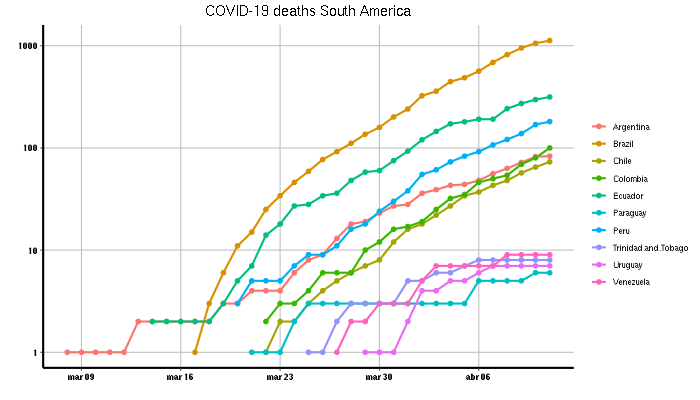 COVID-19 deaths South America
1000
100
10
1
mar 09
mar 16
mar 23
mar 30
abr 06
Argentina
Brazil
Chile
Colombia
Ecuador
Paraguay
Peru
Trinidad.and.Tobago
Uruguay
Venezuela